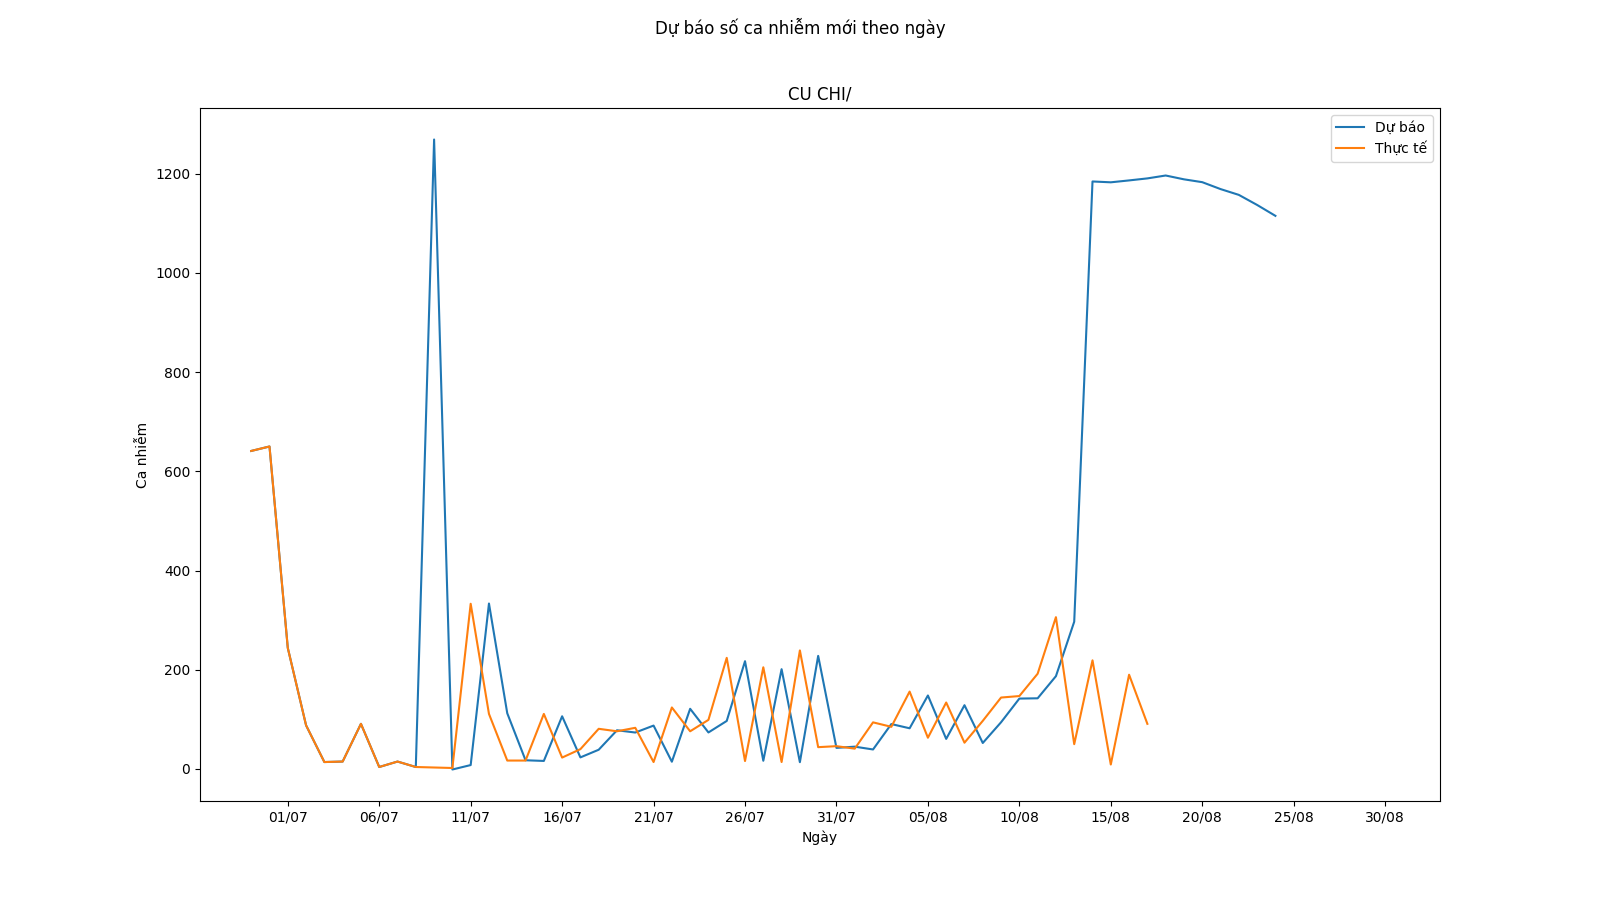 Dự báo số ca nhiễm mới theo ngày
CU CHI/
Dự báo
Thực tế
1200
1000
800
600
400
200
0
Ca nhiễm
01/07 06/07 11/07 16/07 21/07 26/07 31/07 05/08 10/08 15/08 20/08 25/08 30/08
Ngày